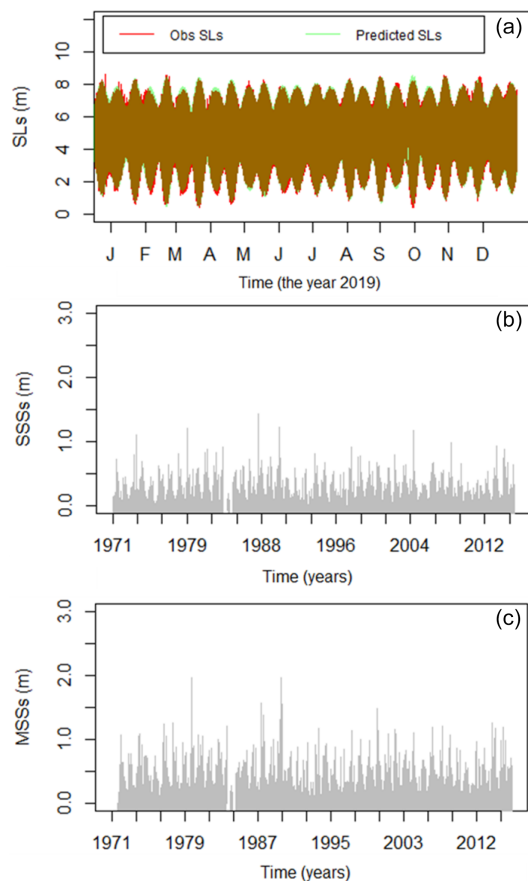 (a)
Obs SLs Predicted SLs
SLs (m)
12
10
8
6
4
2
0
J F M A M J J A S O N D
Time (the year 2019)
(b)
SSSs (m)
3.0
2.0
1.0
0.0
1971 1979 1988 1996 2004 2012
Time (years)
(c)
MSSs (m)
3.0
2.0
1.0
0.0
1971 1979 1987 1995 2003 2012
Time (years)